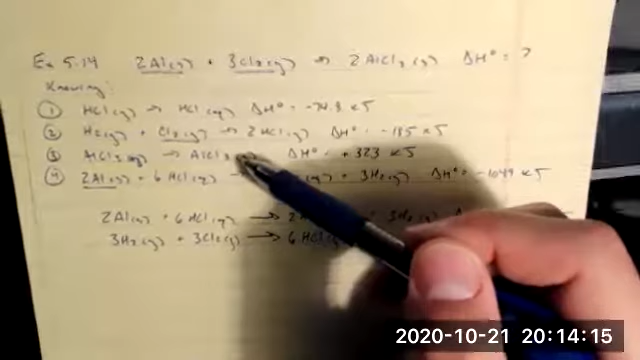 Ex 5.14 2Al(g) + 3Cl₂(g) → 2AlCl₃(g) ΔH° = ?
Knowing:
① HCl(g) → HCl(aq) ΔH° = -74.8 kJ
② H₂(g) + Cl₂(g) → 2HCl(g) ΔH° = -185 kJ
③ AlCl₃ → AlCl₃ ΔH° = +323 kJ
④ 2Al + 6HCl(aq) + 3H₂(g) ΔH° = -1049 kJ
2Al(g) + 6HCl(aq) → 3H₂(g)
3H₂(g) + 3Cl₂(g) → 6HCl
2020-10-21 20:14:15